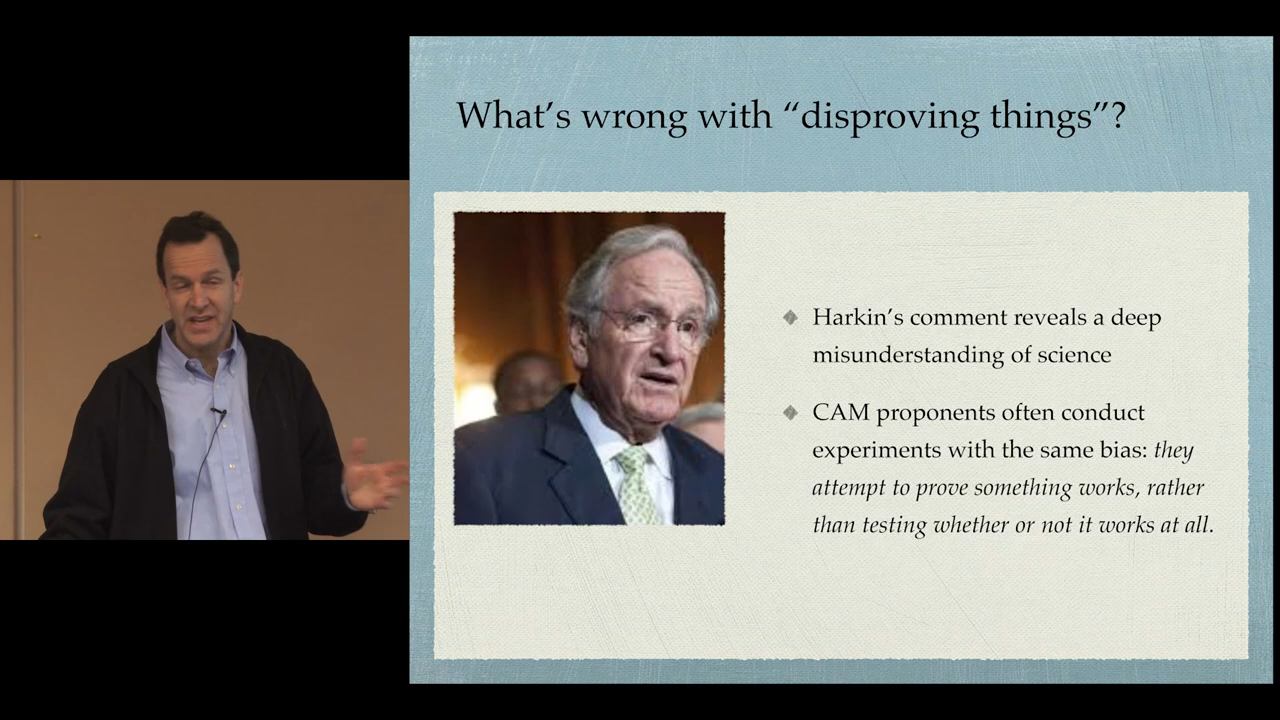 What’s wrong with “disproving things”?
Harkin’s comment reveals a deep
misunderstanding of science
CAM proponents often conduct
experiments with the same bias: they
attempt to prove something works, rather
than testing whether or not it works at all.